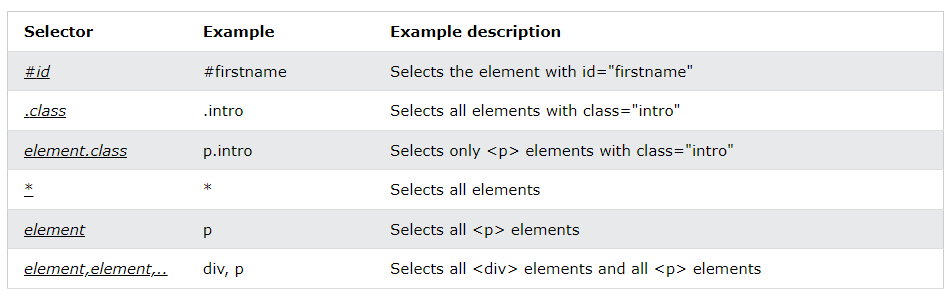 Selector Example Example description
#id #firstname Selects the element with id="firstname"
.class .intro Selects all elements with class="intro"
element.class p.intro Selects only <p> elements with class="intro"
* * Selects all elements
element p Selects all <p> elements
element,element,.. div, p Selects all <div> elements and all <p> elements